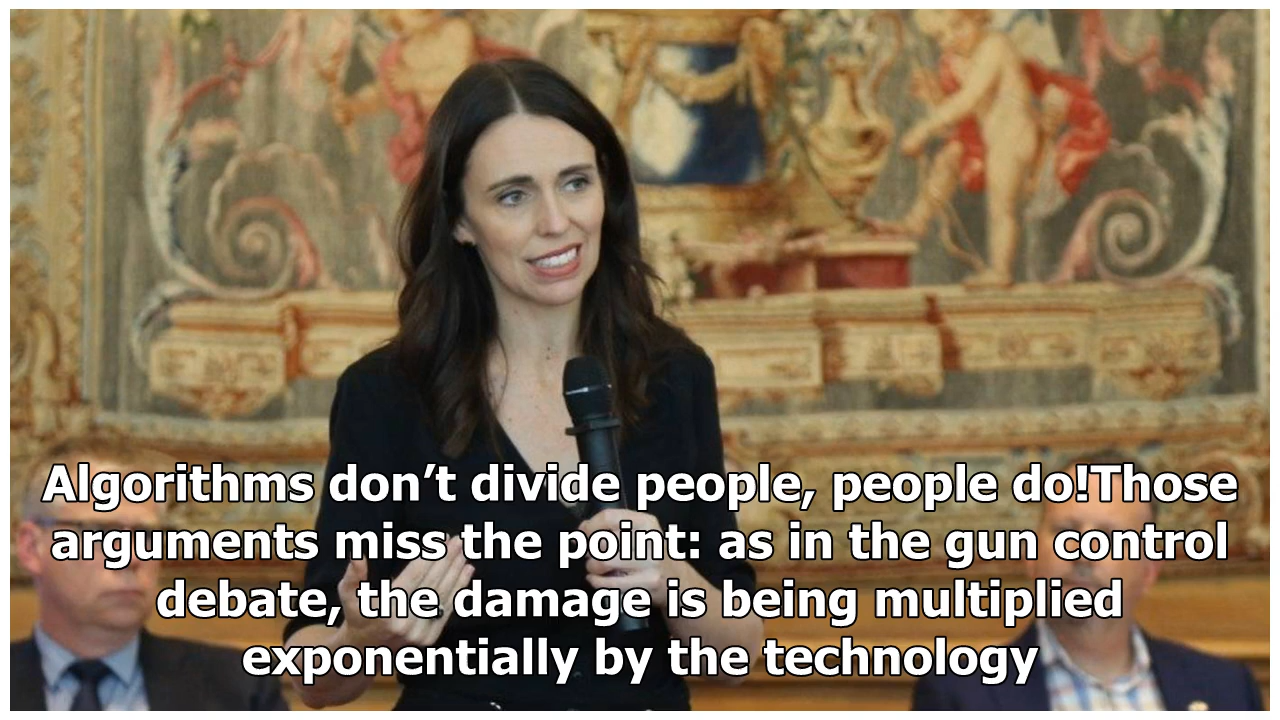 Algorithms don’t divide people, people do!Those
arguments miss the point: as in the gun control
debate, the damage is being multiplied
exponentially by the technology